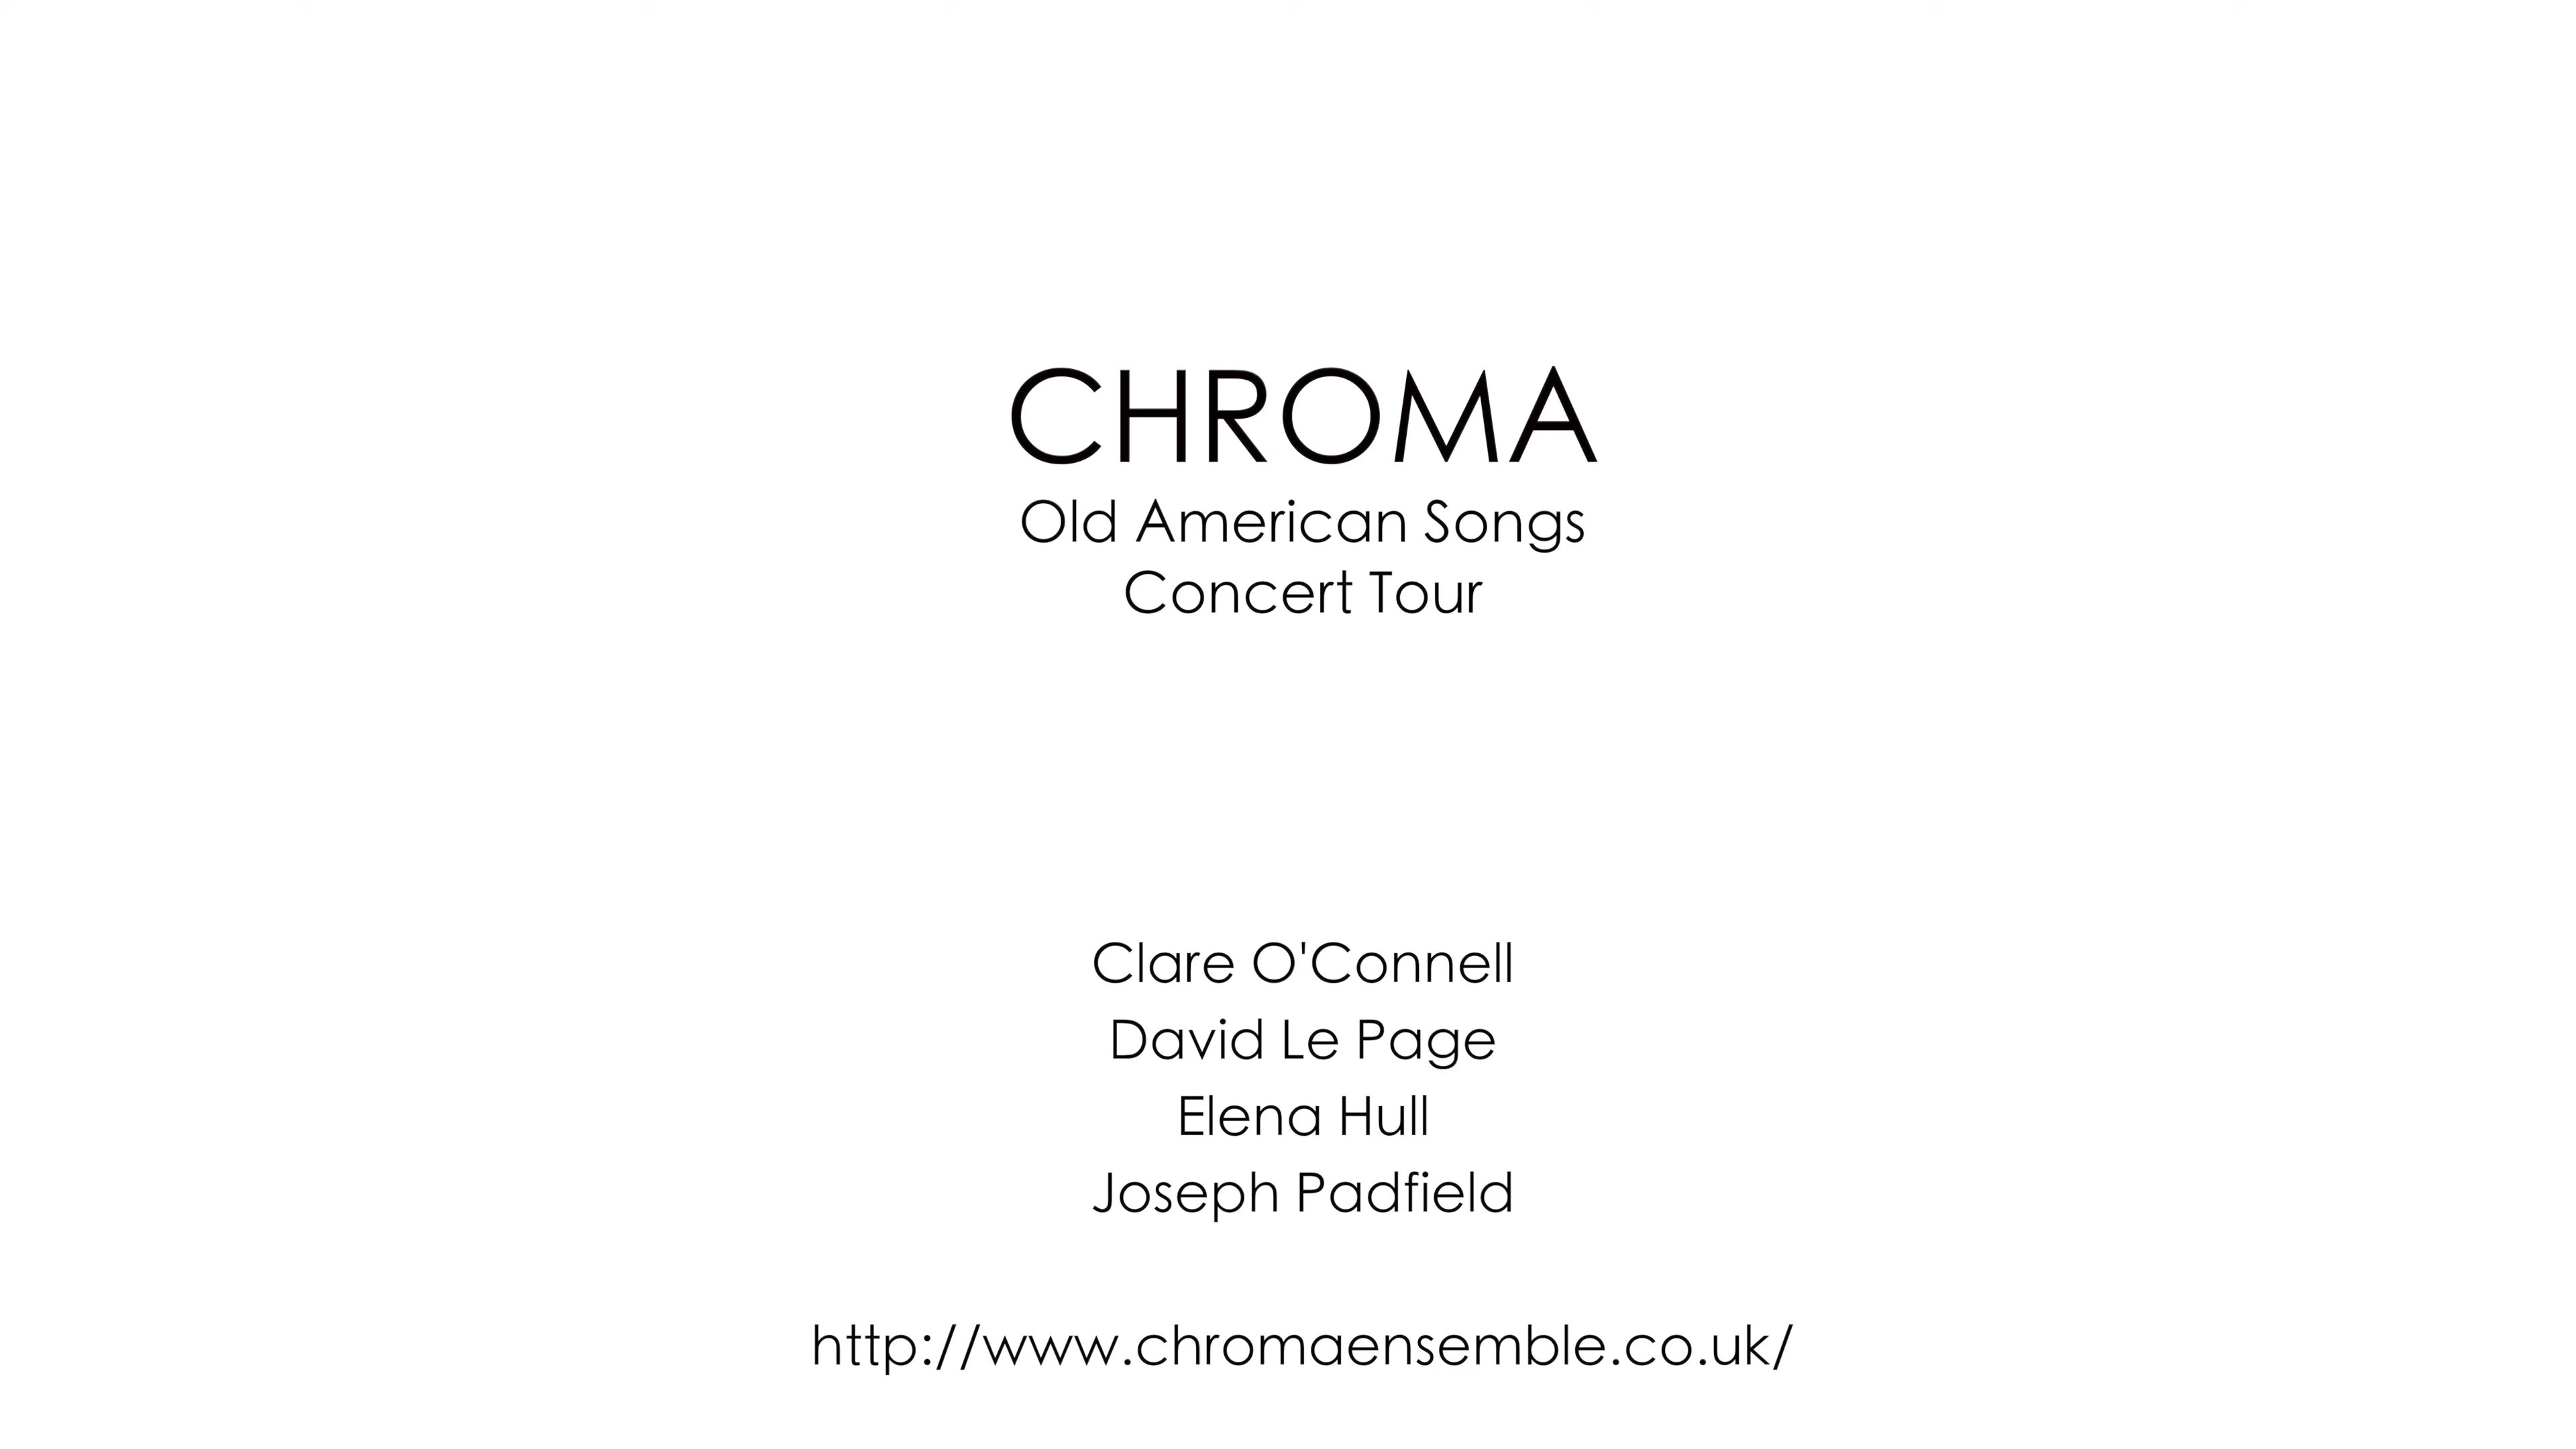 CHROMA
Old American Songs
Concert Tour
Clare O'Connell
David Le Page
Elena Hull
Joseph Padfield
http://www.chromaensemble.co.uk/